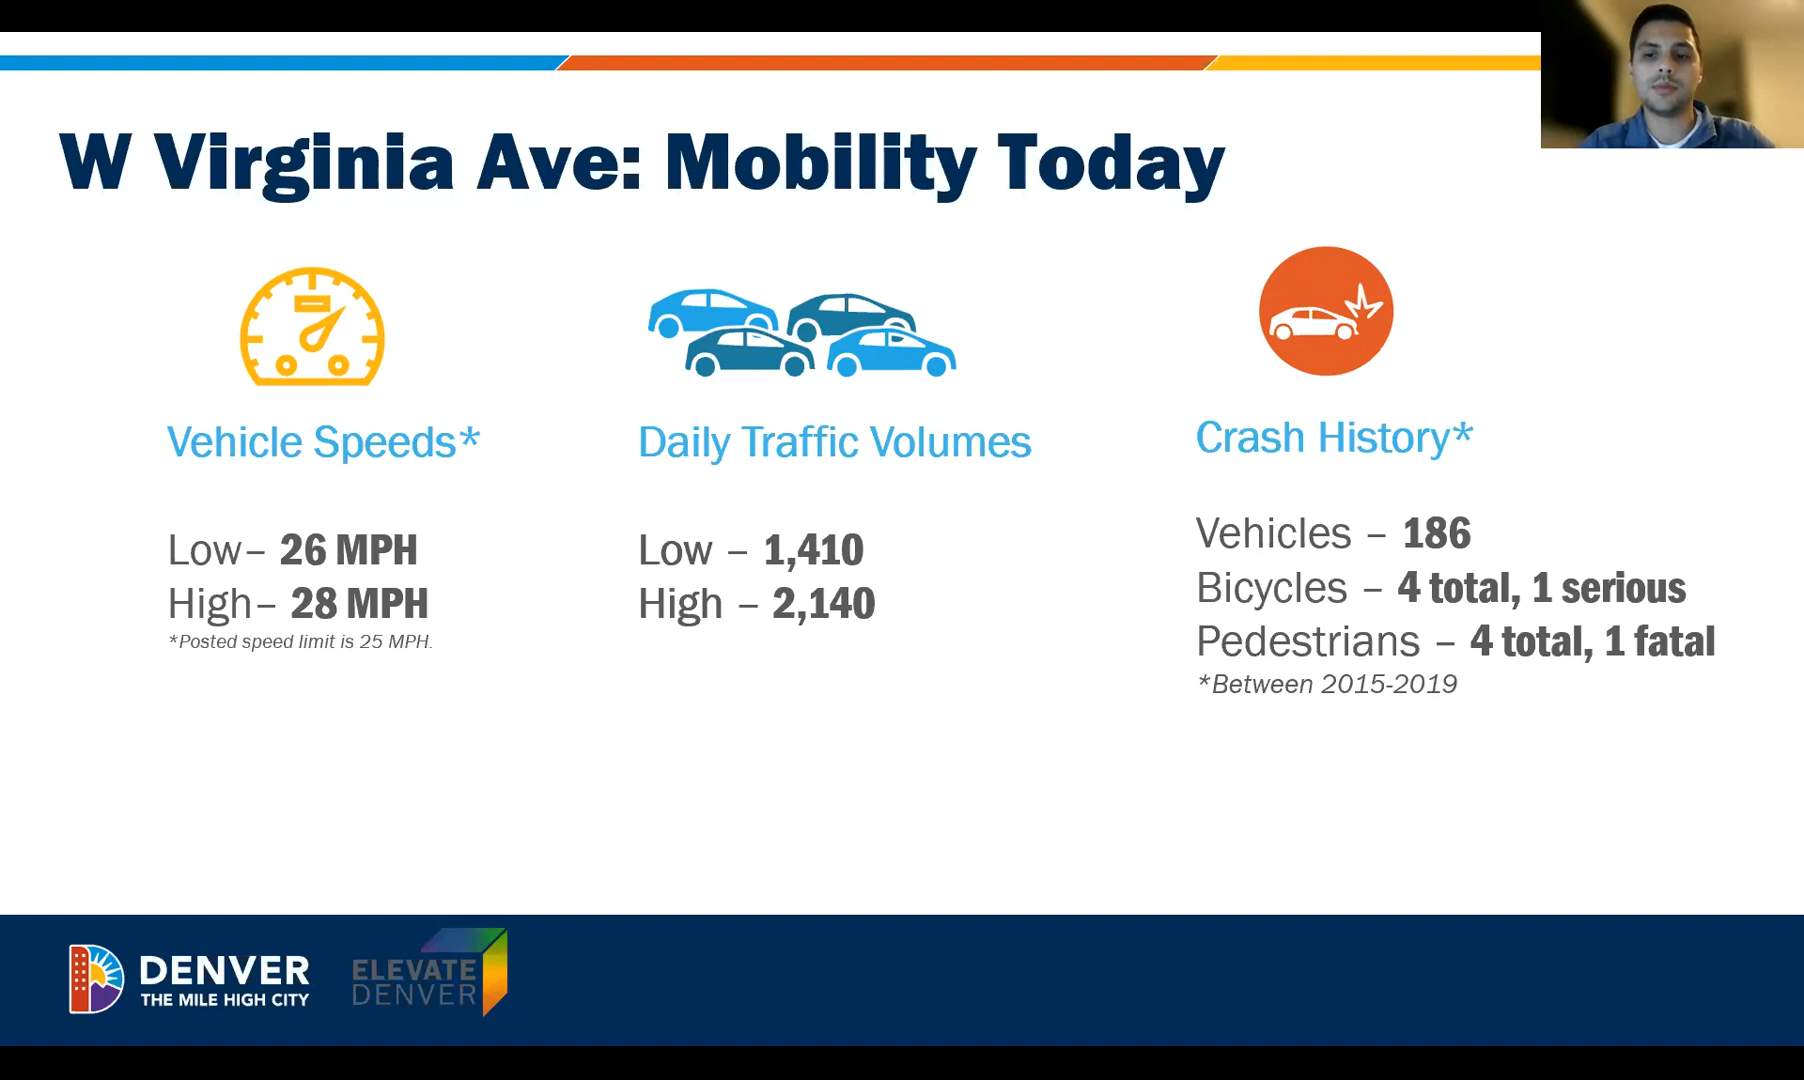 W Virginia Ave: Mobility Today
Vehicle Speeds*
Low– 26 MPH
High– 28 MPH
*Posted speed limit is 25 MPH.
Daily Traffic Volumes
Low – 1,410
High – 2,140
Crash History*
Vehicles – 186
Bicycles – 4 total, 1 serious
Pedestrians – 4 total, 1 fatal
*Between 2015-2019
DENVER
THE MILE HIGH CITY
ELEVATE
DENVER